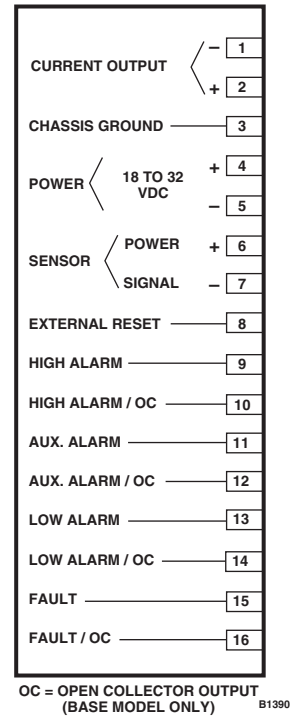 CURRENT OUTPUT
– 1
+ 2
CHASSIS GROUND 3
POWER 18 TO 32 VDC
+ 4
– 5
SENSOR
POWER + 6
SIGNAL – 7
EXTERNAL RESET 8
HIGH ALARM 9
HIGH ALARM / OC 10
AUX. ALARM 11
AUX. ALARM / OC 12
LOW ALARM 13
LOW ALARM / OC 14
FAULT 15
FAULT / OC 16
OC = OPEN COLLECTOR OUTPUT
(BASE MODEL ONLY) B1390